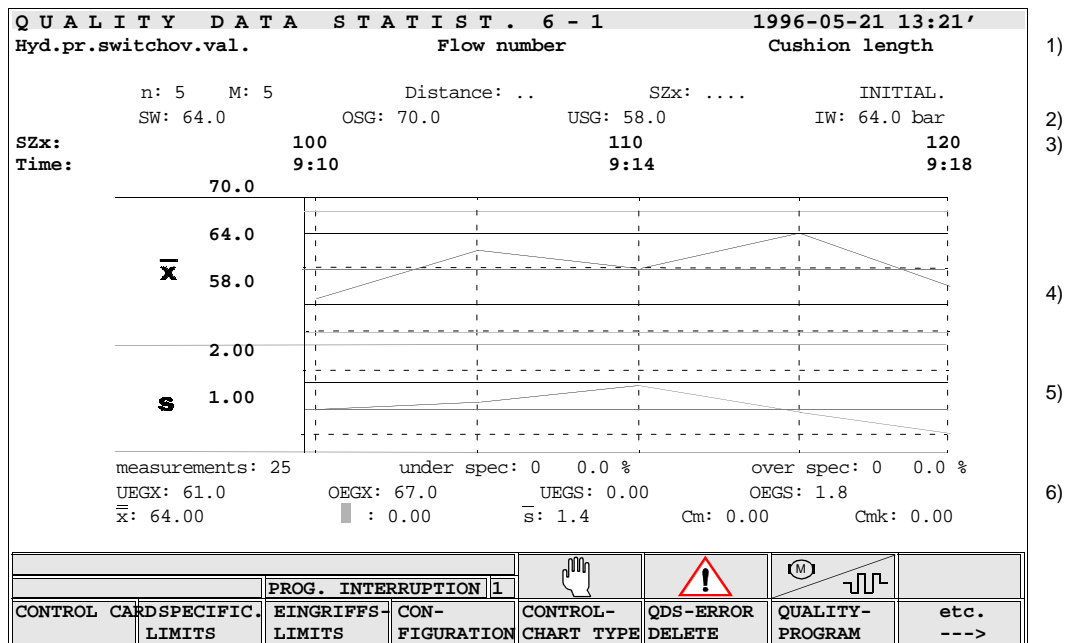 QUALITY DATA STATIST. 6-1 1996-05-21 13:21′
Hyd.pr.switchov.val. Flow number Cushion length 1)
n: 5 M: 5 Distance: .. SZx: .... INITIAL.
SW: 64.0 OSG: 70.0 USG: 58.0 IW: 64.0 bar 2)
SZx: 100 110 120 3)
Time: 9:10 9:14 9:18
70.0
64.0
x̅
58.0 4)
2.00
s 1.00 5)
measurements: 25 under spec: 0 0.0 % over spec: 0 0.0 %
UEGX: 61.0 OEGX: 67.0 UEGS: 0.00 OEGS: 1.8 6)
x̿: 64.00 : 0.00 s̅: 1.4 Cm: 0.00 Cmk: 0.00
M
PROG. INTERRUPTION 1 !
CONTROL CARDSPECIFIC. EINGRIFFS- CON- CONTROL- QDS-ERROR QUALITY- etc.
LIMITS LIMITS FIGURATION CHART TYPE DELETE PROGRAM --->